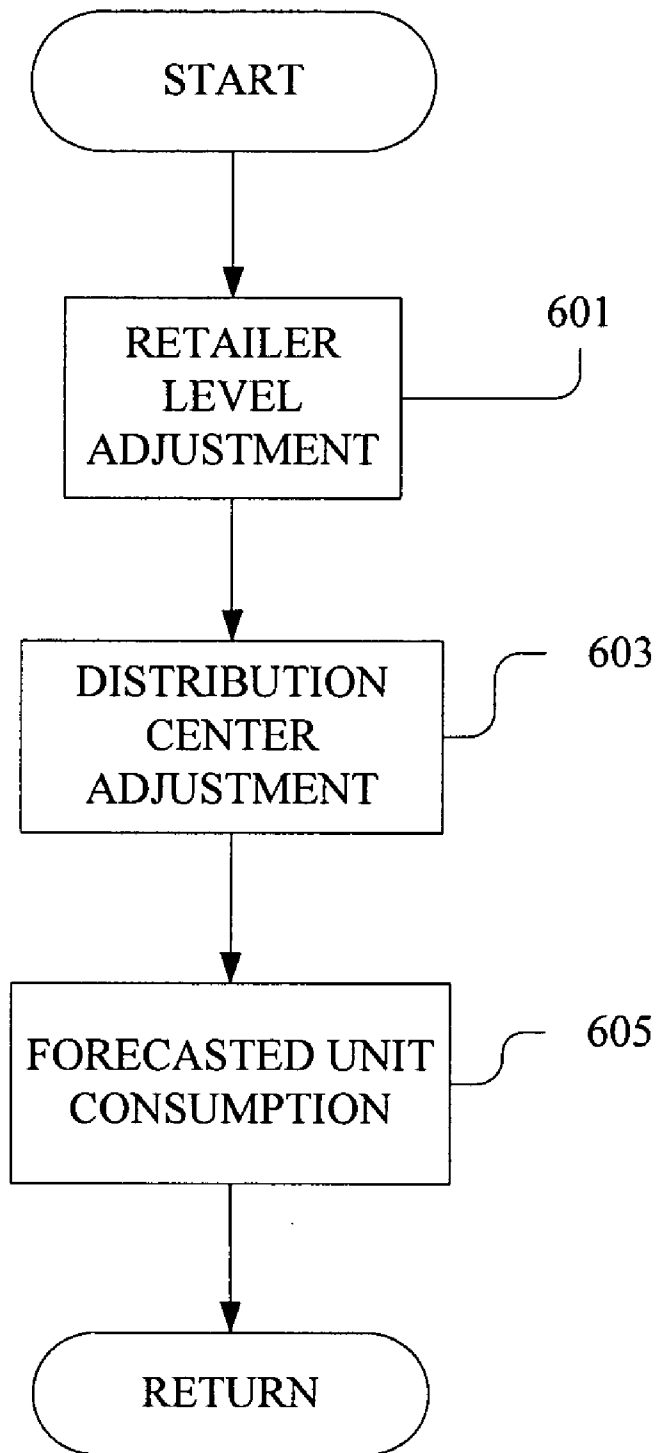 START
601
RETAILER
LEVEL
ADJUSTMENT
603
DISTRIBUTION
CENTER
ADJUSTMENT
605
FORECASTED UNIT
CONSUMPTION
RETURN